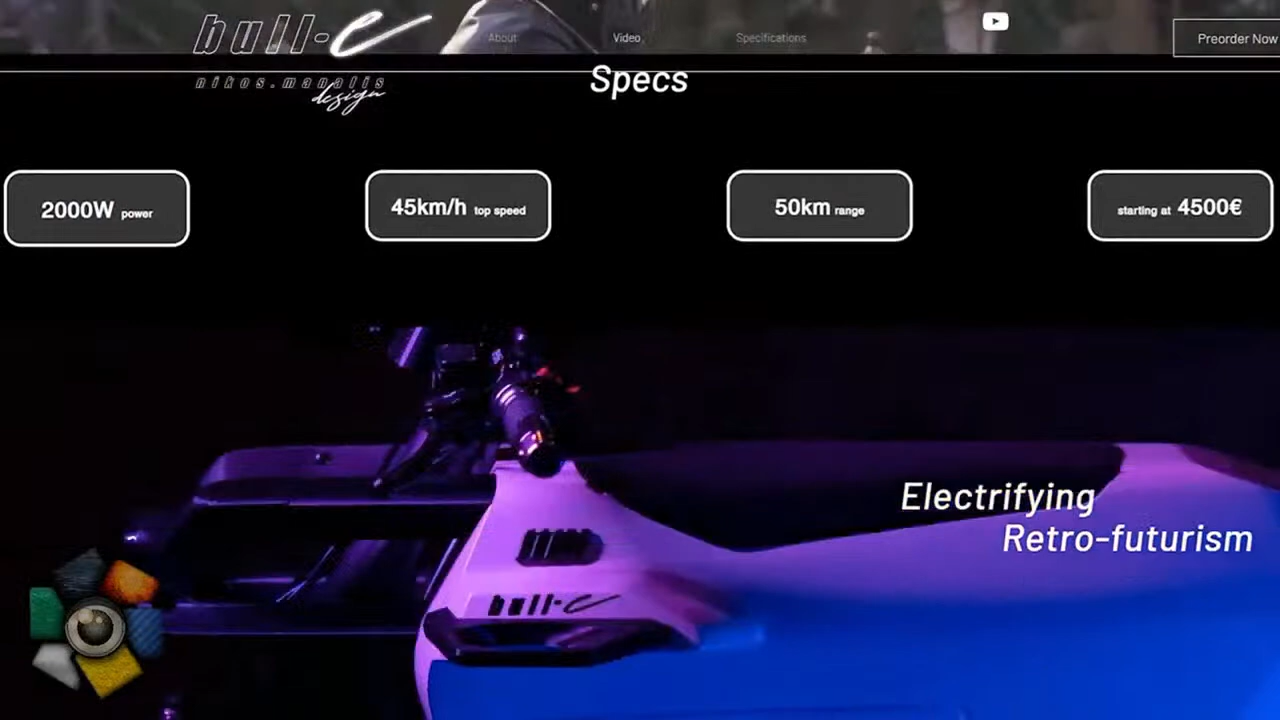 bull-e
nikos.manalis
design
About Video Specifications
Preorder Now
Specs
2000W power
45km/h top speed
50km range
starting at 4500€
Electrifying
Retro-futurism
bull-e